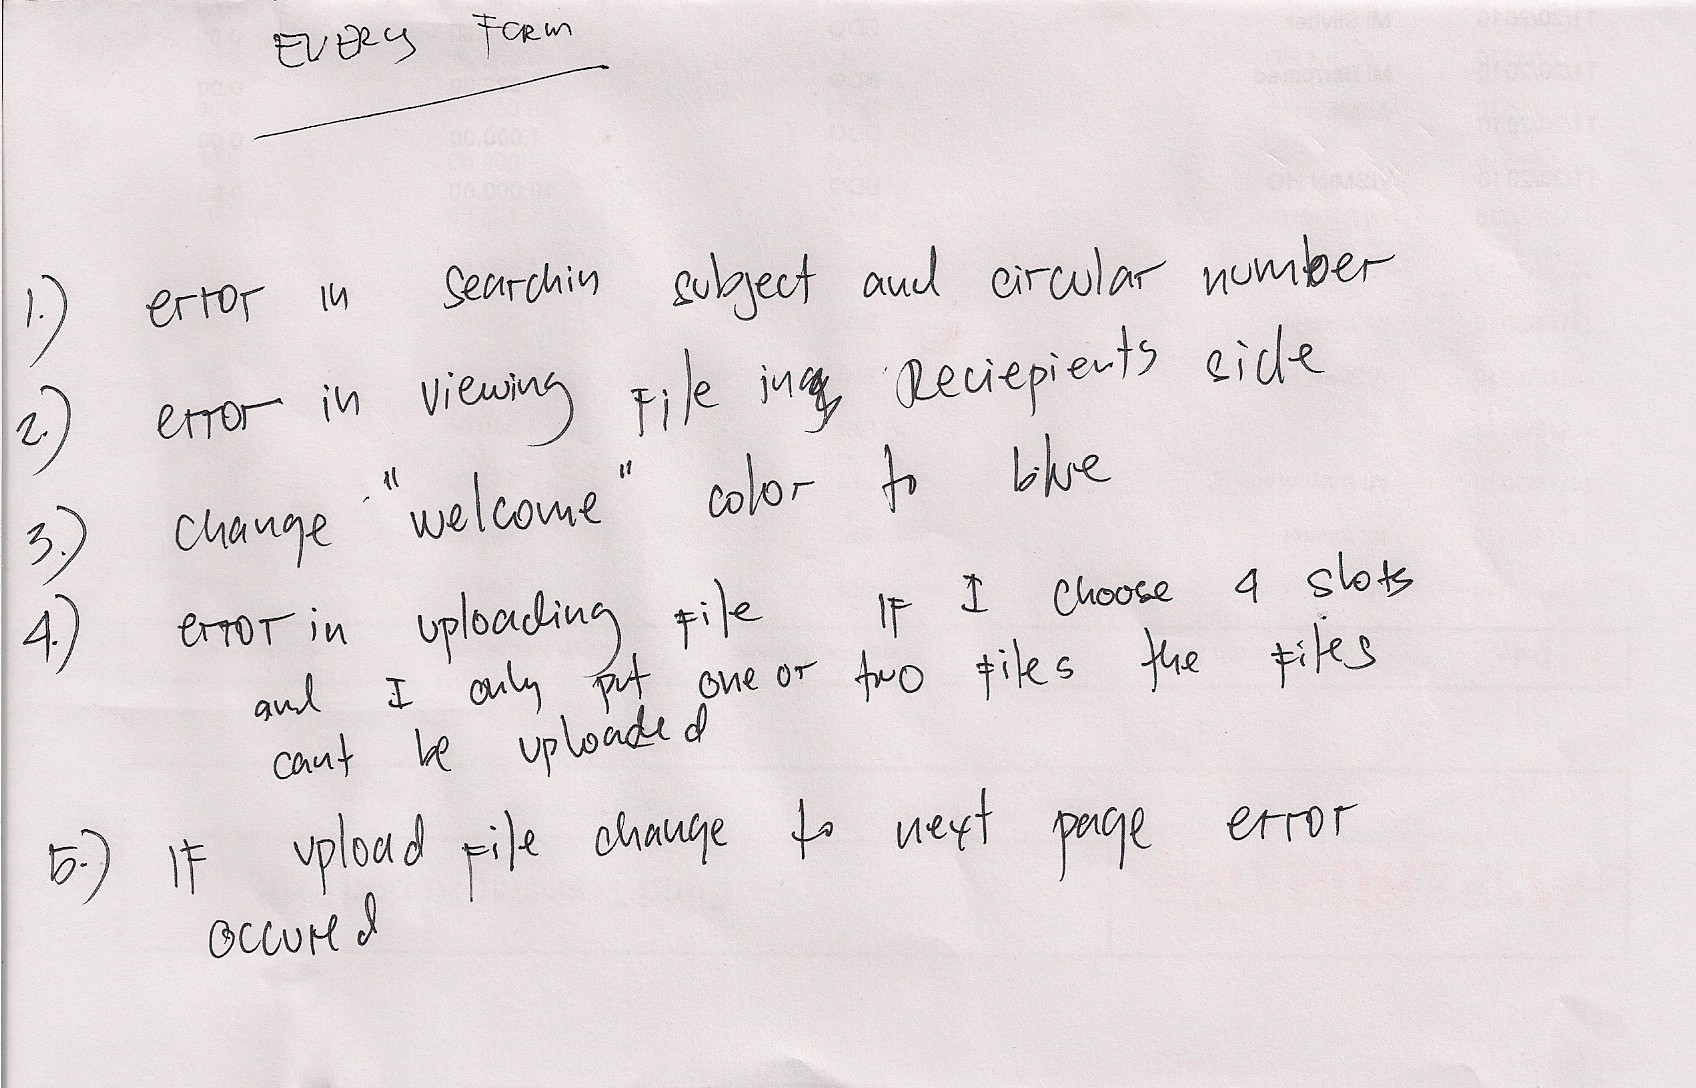 EVERY FORM
1.) error in searchin subject and circular number
2.) error in viewing File in Reciepients side
3.) change "welcome" color to blue
4.) error in uploading file IF I choose 4 slots
and I only put one or two files the files
cant be uploaded
5.) IF upload file change to next page error
occured